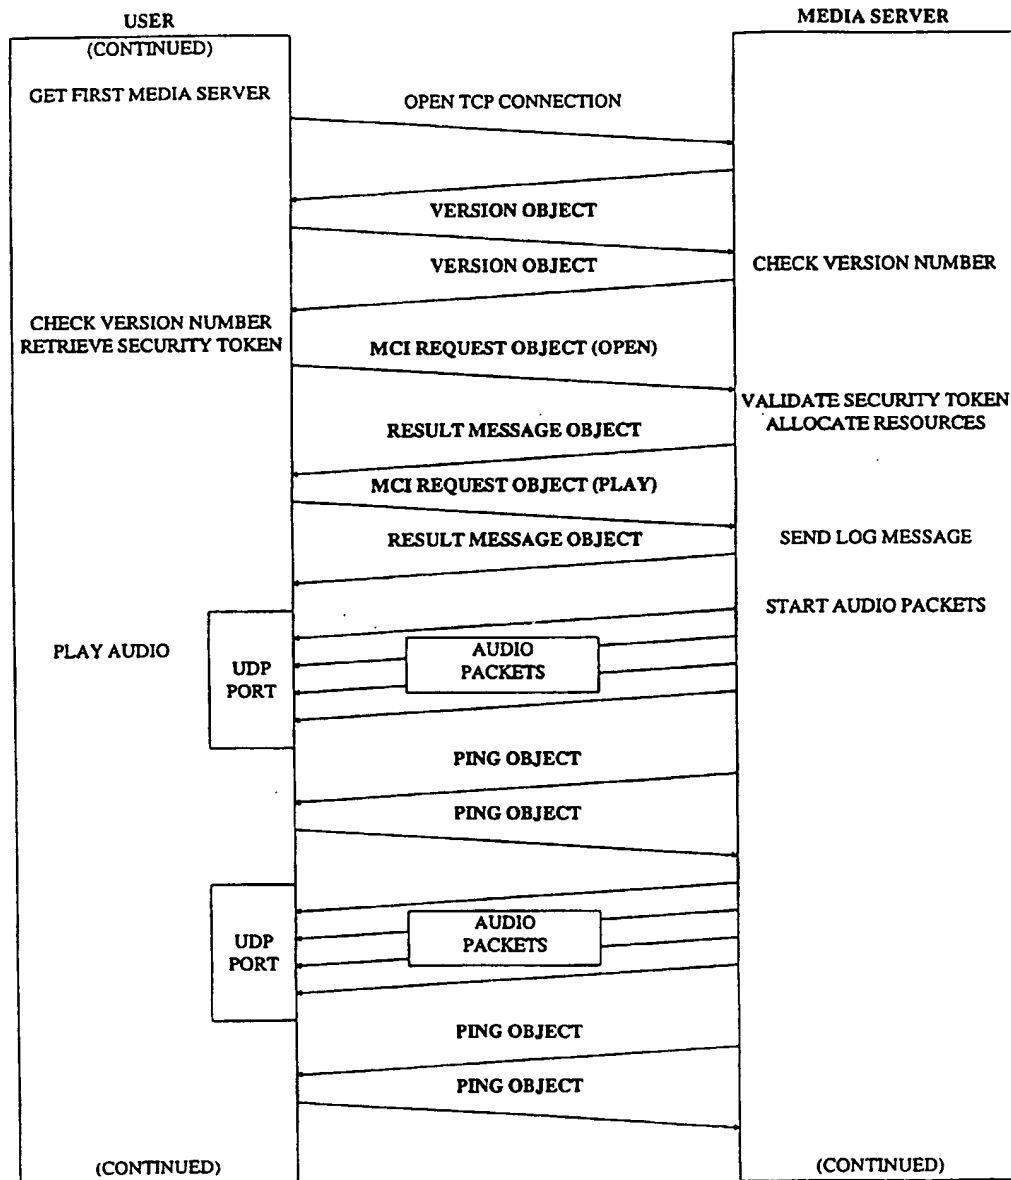 USER
MEDIA SERVER
(CONTINUED)
GET FIRST MEDIA SERVER
OPEN TCP CONNECTION
VERSION OBJECT
VERSION OBJECT
CHECK VERSION NUMBER
CHECK VERSION NUMBER
RETRIEVE SECURITY TOKEN
MCI REQUEST OBJECT (OPEN)
VALIDATE SECURITY TOKEN
ALLOCATE RESOURCES
RESULT MESSAGE OBJECT
MCI REQUEST OBJECT (PLAY)
RESULT MESSAGE OBJECT
SEND LOG MESSAGE
START AUDIO PACKETS
PLAY AUDIO
UDP
PORT
AUDIO
PACKETS
PING OBJECT
PING OBJECT
UDP
PORT
AUDIO
PACKETS
PING OBJECT
PING OBJECT
(CONTINUED)
(CONTINUED)